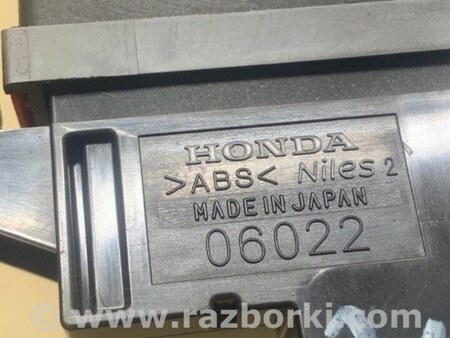 HONDA
>ABS< Niles 2
MADE IN JAPAN
06022
© www.razborki.com